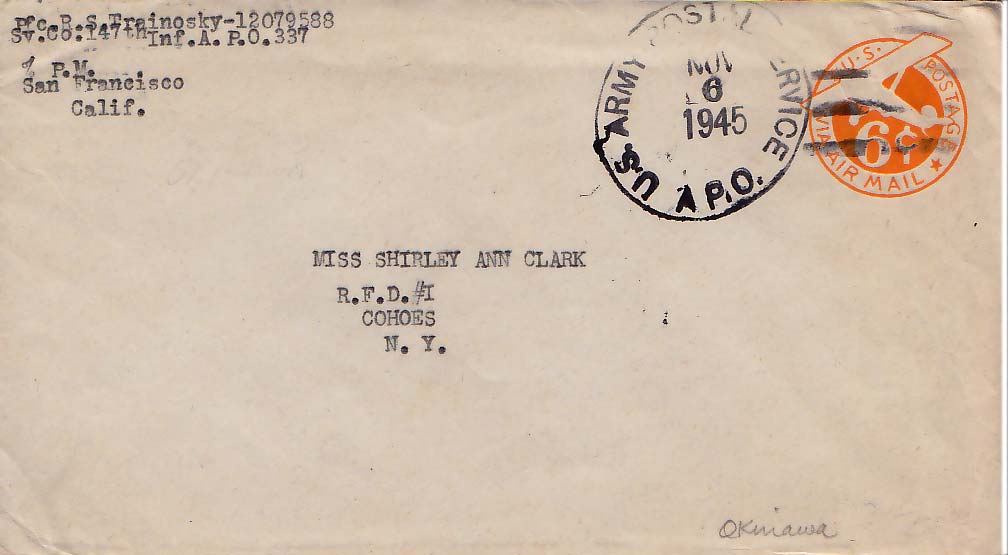 Pfc.R.S.Trainosky-12079588
Sv.Co.147th Inf.A.P.O.337
% P.M.
San Francisco
Calif.
U.S. ARMY POSTAL SERVICE
NOV
6
1945
A.P.O.
U.S. POSTAGE
6¢
VIA AIR MAIL
MISS SHIRLEY ANN CLARK
R.F.D.#I
COHOES
N. Y.
Okinawa